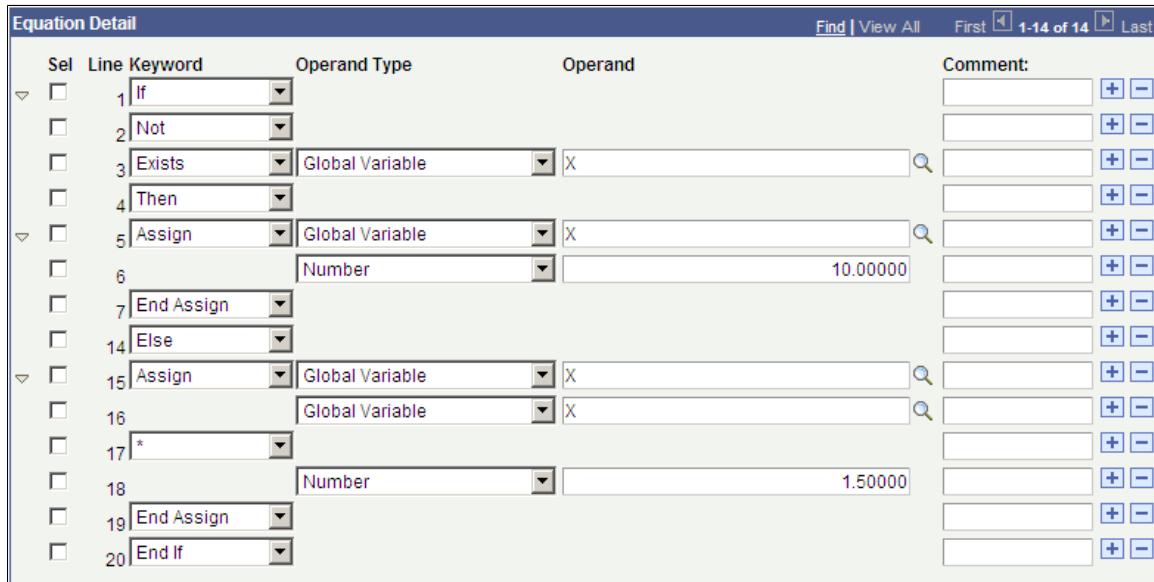 Equation Detail Find | View All First 1-14 of 14 Last
Sel Line Keyword Operand Type Operand Comment:
1 If
2 Not
3 Exists Global Variable X
4 Then
5 Assign Global Variable X
6 Number 10.00000
7 End Assign
14 Else
15 Assign Global Variable X
16 Global Variable X
17 *
18 Number 1.50000
19 End Assign
20 End If